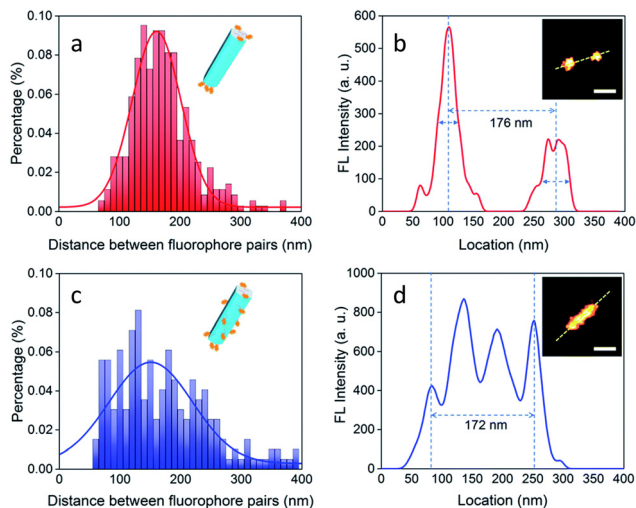 a
Percentage (%)
0.10
0.08
0.06
0.04
0.02
0.00
0 100 200 300 400
Distance between fluorophore pairs (nm)
b
FL Intensity (a. u.)
600
500
400
300
200
100
0
176 nm
0 50 100 150 200 250 300 350 400
Location (nm)
c
Percentage (%)
0.10
0.08
0.06
0.04
0.02
0.00
0 100 200 300 400
Distance between fluorophore pairs (nm)
d
FL Intensity (a. u.)
1000
800
600
400
200
0
172 nm
0 50 100 150 200 250 300 350 400
Location (nm)